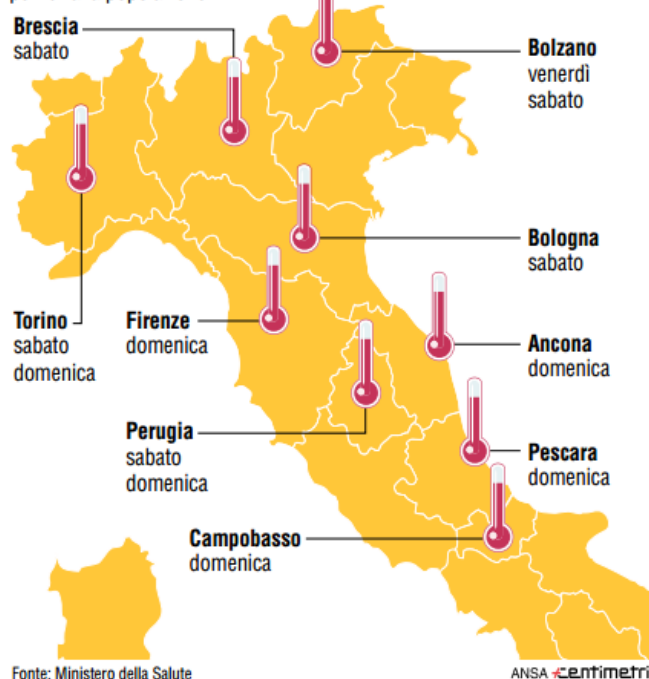 Brescia
sabato
Bolzano
venerdì
sabato
Bologna
sabato
Torino
sabato
domenica
Firenze
domenica
Ancona
domenica
Perugia
sabato
domenica
Pescara
domenica
Campobasso
domenica
Fonte: Ministero della Salute
ANSA centimetri